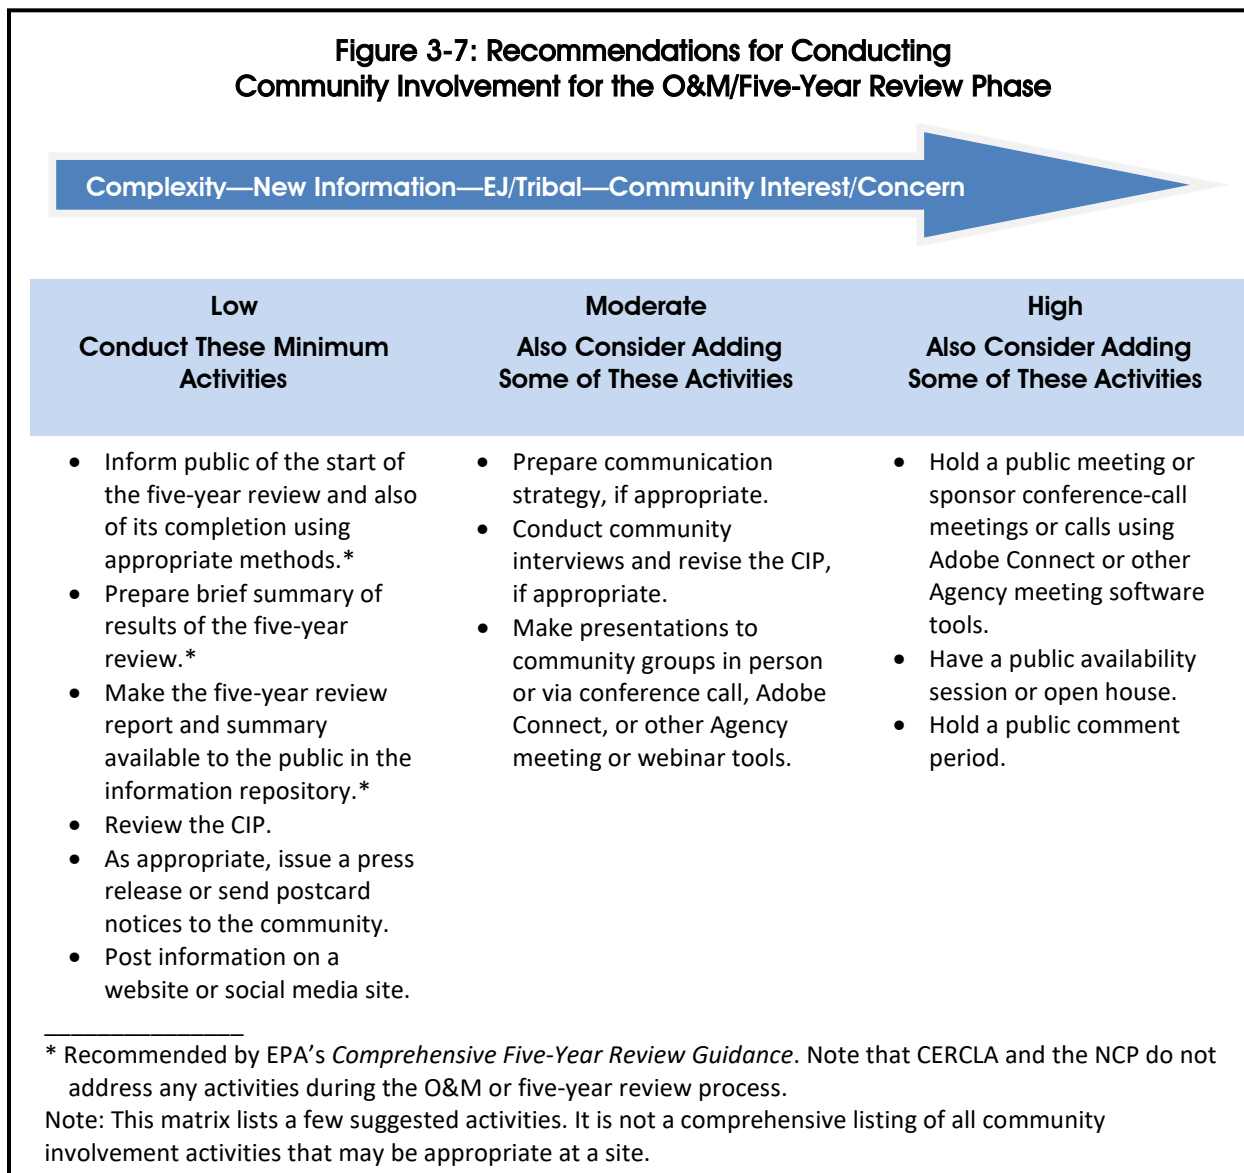 Figure 3-7: Recommendations for Conducting
Community Involvement for the O&M/Five-Year Review Phase
Complexity—New Information—EJ/Tribal—Community Interest/Concern
Low
Conduct These Minimum
Activities
• Inform public of the start of
the five-year review and also
of its completion using
appropriate methods.*
• Prepare brief summary of
results of the five-year
review.*
• Make the five-year review
report and summary
available to the public in the
information repository.*
• Review the CIP.
• As appropriate, issue a press
release or send postcard
notices to the community.
• Post information on a
website or social media site.
Moderate
Also Consider Adding
Some of These Activities
• Prepare communication
strategy, if appropriate.
• Conduct community
interviews and revise the CIP,
if appropriate.
• Make presentations to
community groups in person
or via conference call, Adobe
Connect, or other Agency
meeting or webinar tools.
High
Also Consider Adding
Some of These Activities
• Hold a public meeting or
sponsor conference-call
meetings or calls using
Adobe Connect or other
Agency meeting software
tools.
• Have a public availability
session or open house.
• Hold a public comment
period.
* Recommended by EPA’s Comprehensive Five-Year Review Guidance. Note that CERCLA and the NCP do not
address any activities during the O&M or five-year review process.
Note: This matrix lists a few suggested activities. It is not a comprehensive listing of all community
involvement activities that may be appropriate at a site.